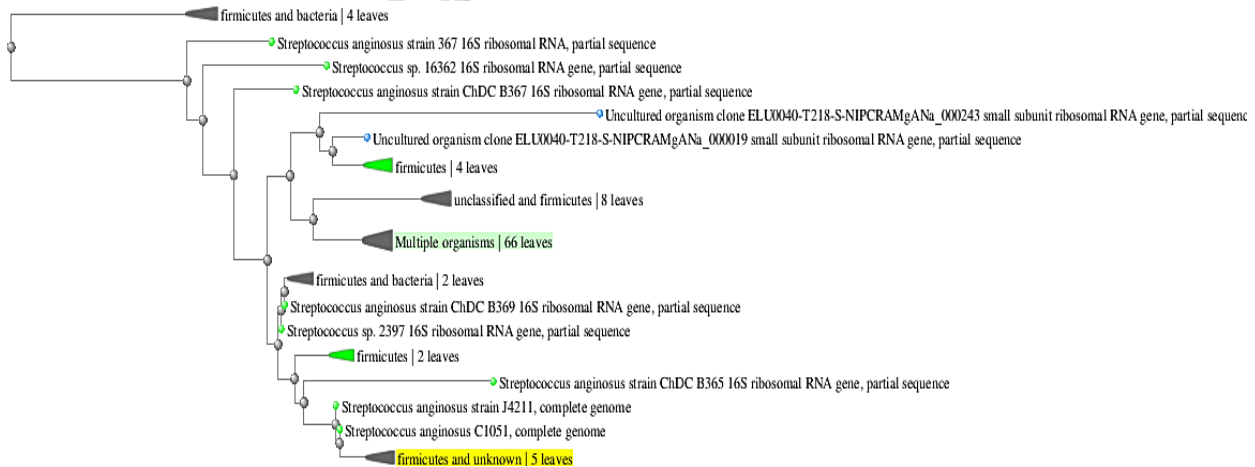 firmicutes and bacteria | 4 leaves
Streptococcus anginosus strain 367 16S ribosomal RNA, partial sequence
Streptococcus sp. 16362 16S ribosomal RNA gene, partial sequence
Streptococcus anginosus strain ChDC B367 16S ribosomal RNA gene, partial sequence
Uncultured organism clone ELU0040-T218-S-NIPCRAMgANa_000243 small subunit ribosomal RNA gene, partial sequenc
Uncultured organism clone ELU0040-T218-S-NIPCRAMgANa_000019 small subunit ribosomal RNA gene, partial sequence
firmicutes | 4 leaves
unclassified and firmicutes | 8 leaves
Multiple organisms | 66 leaves
firmicutes and bacteria | 2 leaves
Streptococcus anginosus strain ChDC B369 16S ribosomal RNA gene, partial sequence
Streptococcus sp. 2397 16S ribosomal RNA gene, partial sequence
firmicutes | 2 leaves
Streptococcus anginosus strain ChDC B365 16S ribosomal RNA gene, partial sequence
Streptococcus anginosus strain J4211, complete genome
Streptococcus anginosus C1051, complete genome
firmicutes and unknown | 5 leaves